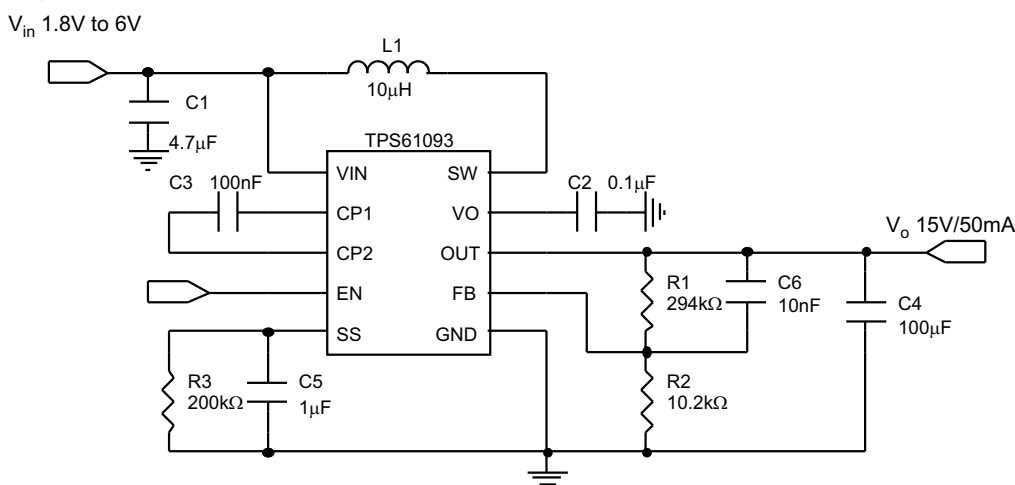 Vin 1.8V to 6V
L1
10μH
C1
4.7μF
TPS61093
C3 100nF
VIN
SW
C2 0.1μF
CP1
VO
Vo 15V/50mA
CP2
OUT
EN
FB
R1
294kΩ
C6
10nF
C4
100μF
SS
GND
R3
200kΩ
C5
1μF
R2
10.2kΩ